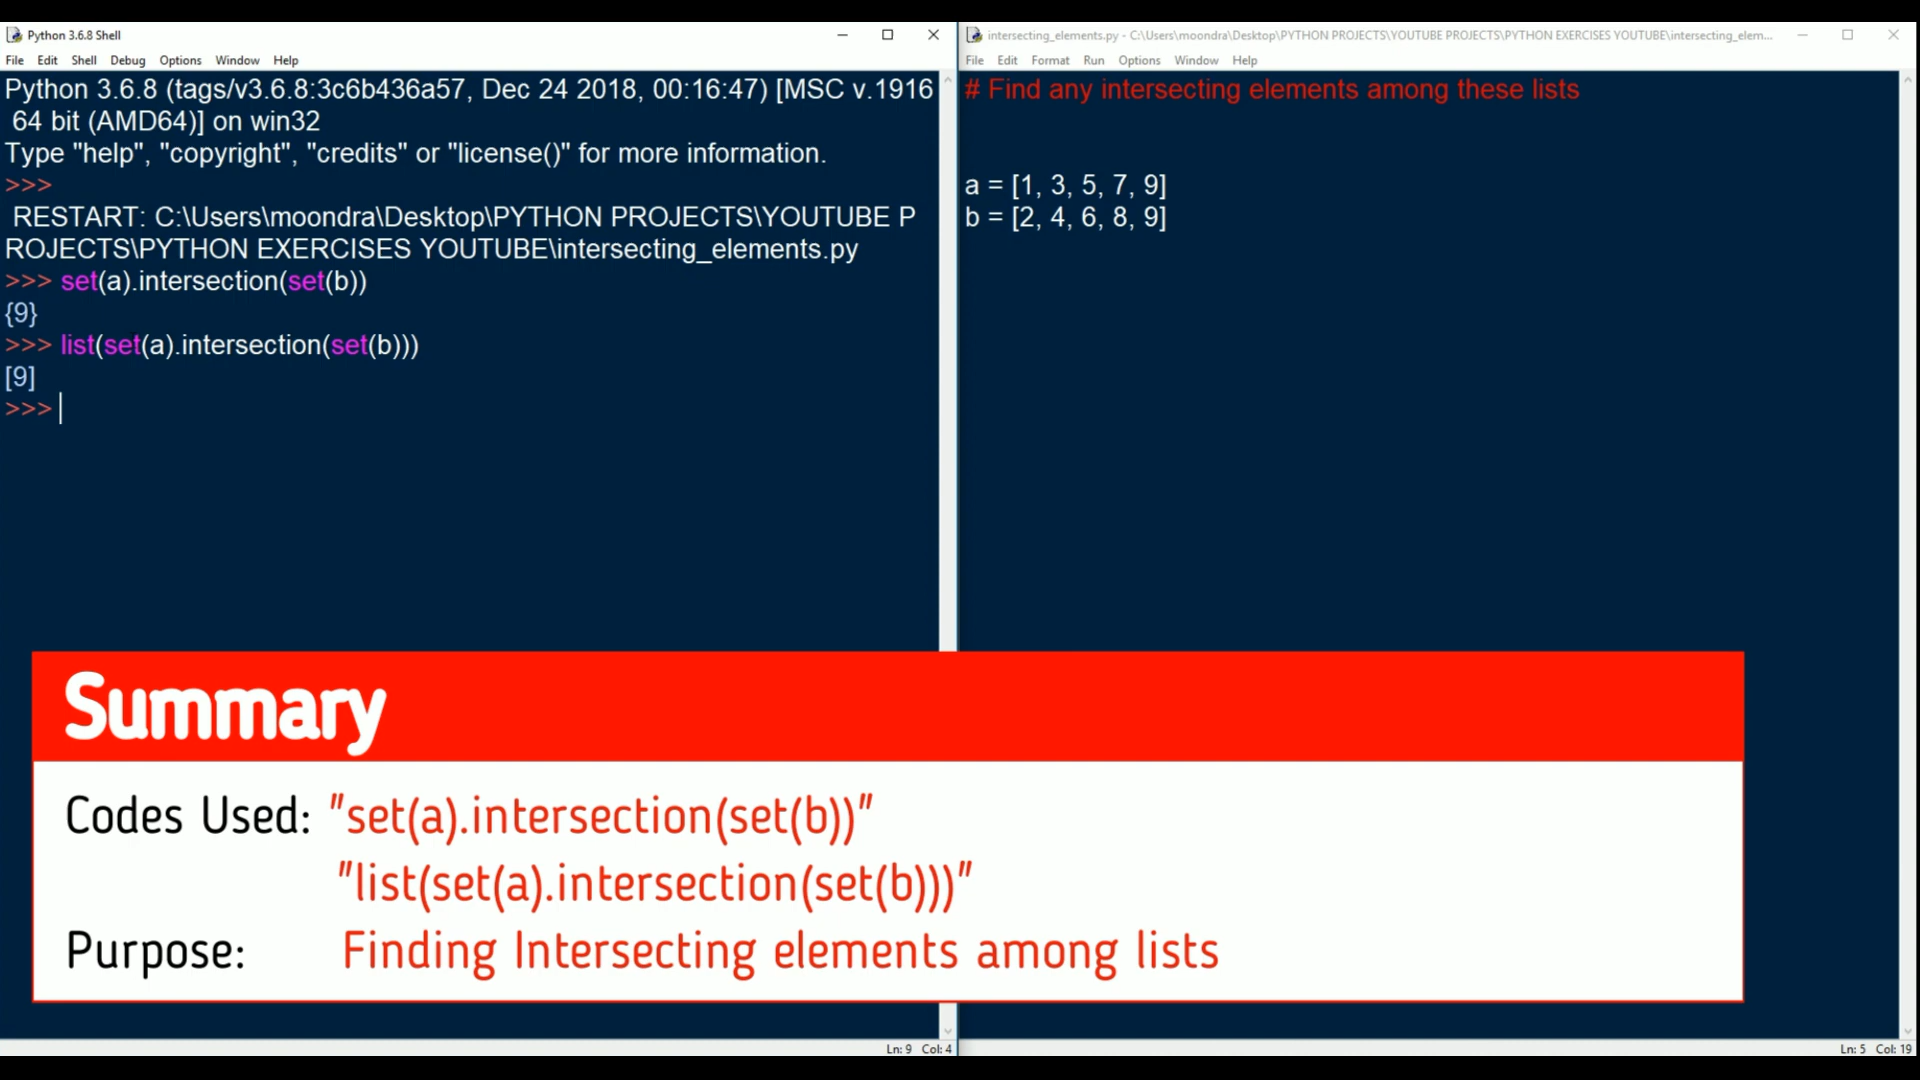 Python 3.6.8 Shell
File Edit Shell Debug Options Window Help
Python 3.6.8 (tags/v3.6.8:3c6b436a57, Dec 24 2018, 00:16:47) [MSC v.1916
64 bit (AMD64)] on win32
Type "help", "copyright", "credits" or "license()" for more information.
>>>
RESTART: C:\Users\moondra\Desktop\PYTHON PROJECTS\YOUTUBE P
ROJECTS\PYTHON EXERCISES YOUTUBE\intersecting_elements.py
>>> set(a).intersection(set(b))
{9}
>>> list(set(a).intersection(set(b)))
[9]
>>>
Ln: 9 Col: 4
intersecting_elements.py - C:\Users\moondra\Desktop\PYTHON PROJECTS\YOUTUBE PROJECTS\PYTHON EXERCISES YOUTUBE\intersecting_elem...
File Edit Format Run Options Window Help
# Find any intersecting elements among these lists
a = [1, 3, 5, 7, 9]
b = [2, 4, 6, 8, 9]
Ln: 5 Col: 19
Summary
Codes Used: "set(a).intersection(set(b))"
"list(set(a).intersection(set(b)))"
Purpose: Finding Intersecting elements among lists